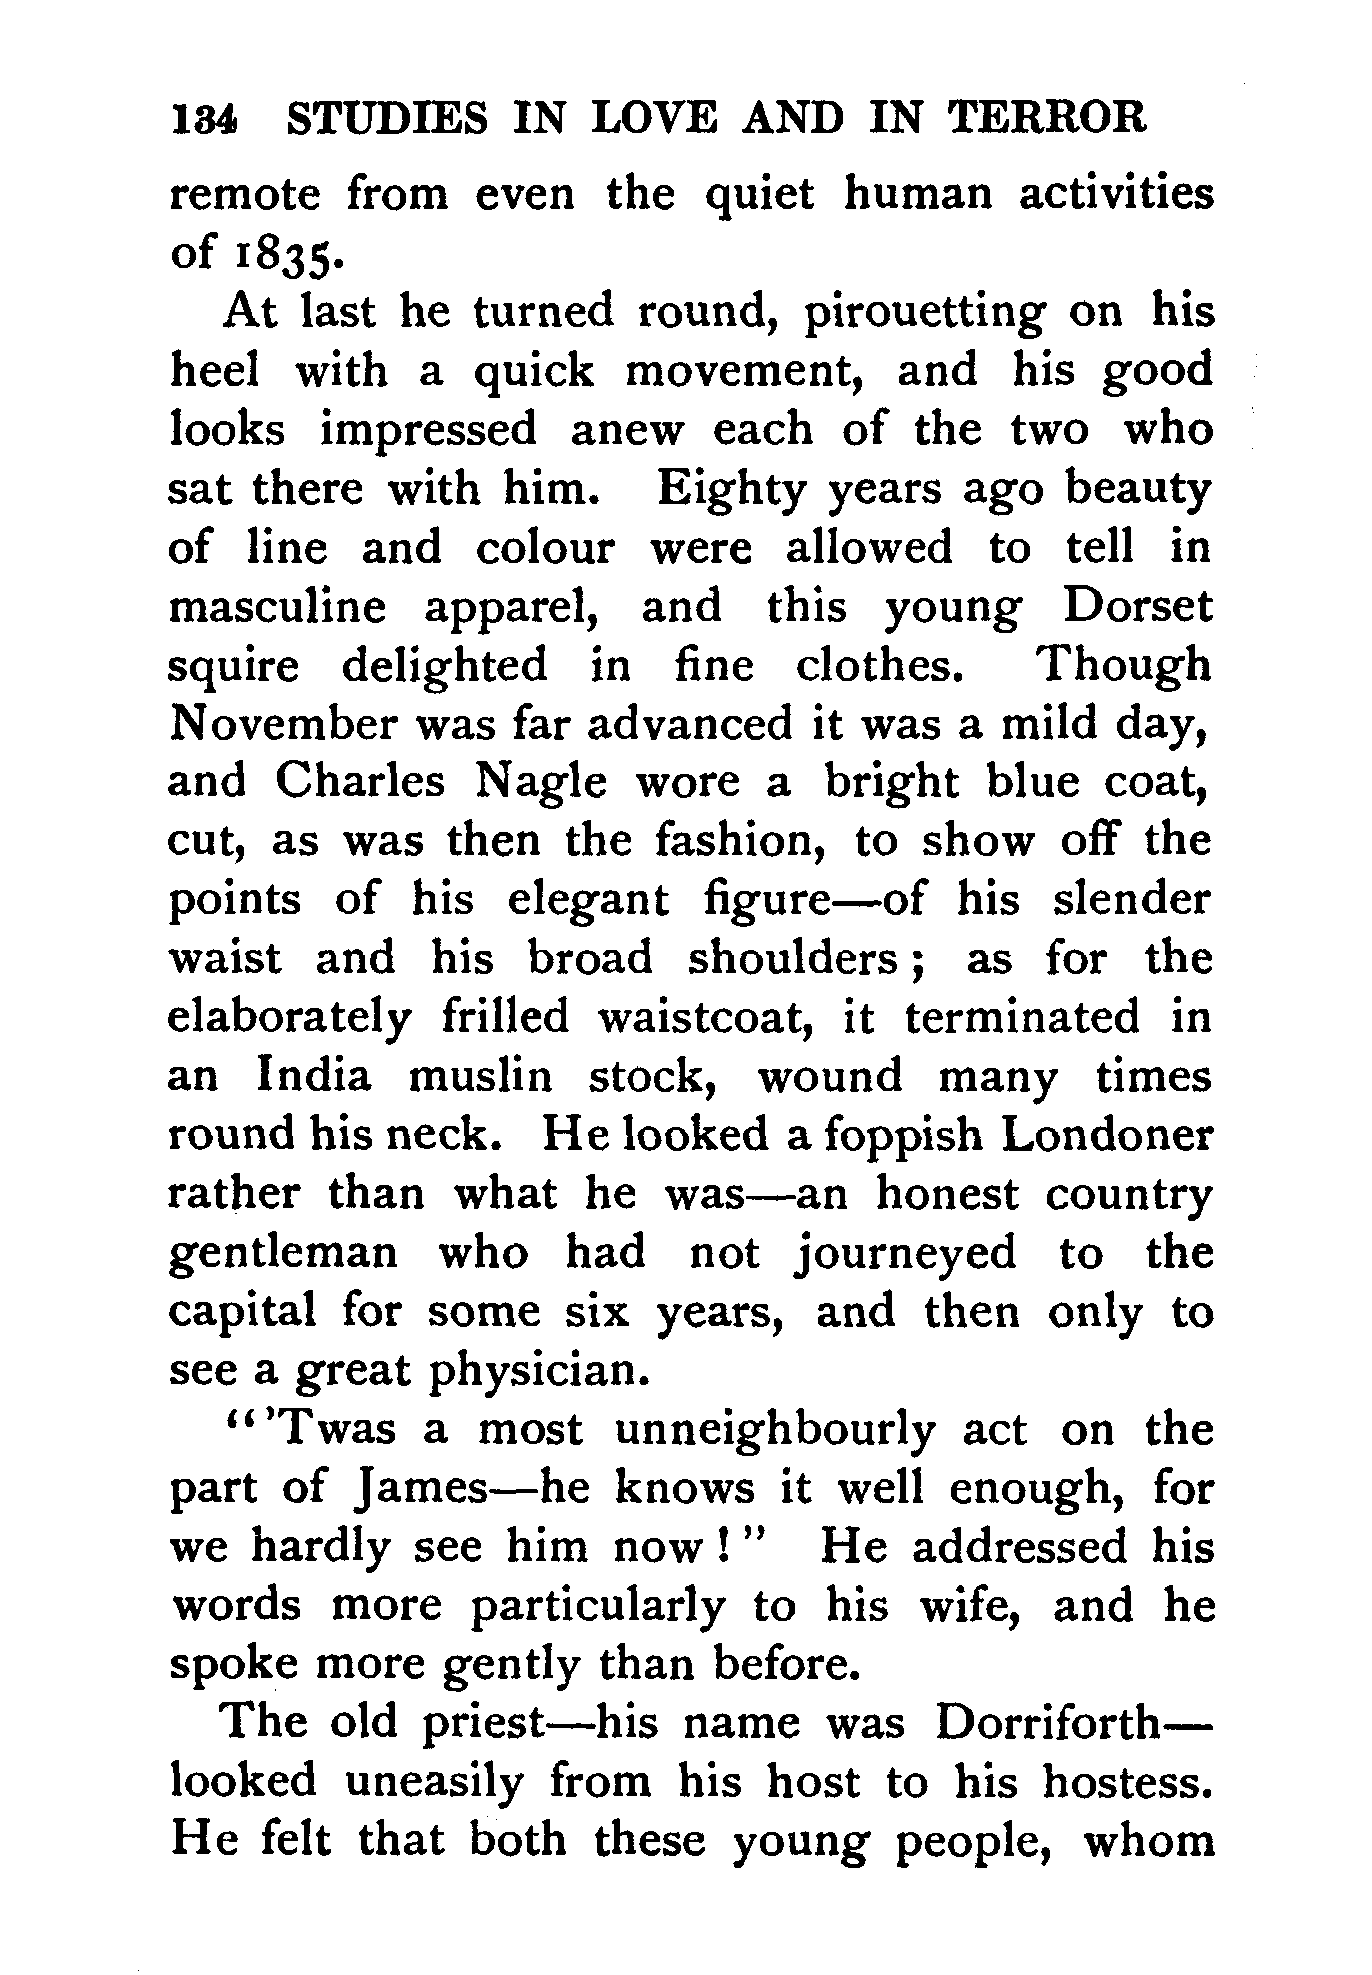 134 STUDIES IN LOVE AND IN TERROR
remote from even the quiet human activities
of 1835.
At last he turned round, pirouetting on his
heel with a quick movement, and his good
looks impressed anew each of the two who
sat there with him. Eighty years ago beauty
of line and colour were allowed to tell in
masculine apparel, and this young Dorset
squire delighted in fine clothes. Though
November was far advanced it was a mild day,
and Charles Nagle wore a bright blue coat,
cut, as was then the fashion, to show off the
points of his elegant figure—of his slender
waist and his broad shoulders ; as for the
elaborately frilled waistcoat, it terminated in
an India muslin stock, wound many times
round his neck. He looked a foppish Londoner
rather than what he was—an honest country
gentleman who had not journeyed to the
capital for some six years, and then only to
see a great physician.
“’Twas a most unneighbourly act on the
part of James—he knows it well enough, for
we hardly see him now ! ” He addressed his
words more particularly to his wife, and he
spoke more gently than before.
The old priest—his name was Dorriforth—
looked uneasily from his host to his hostess.
He felt that both these young people, whom